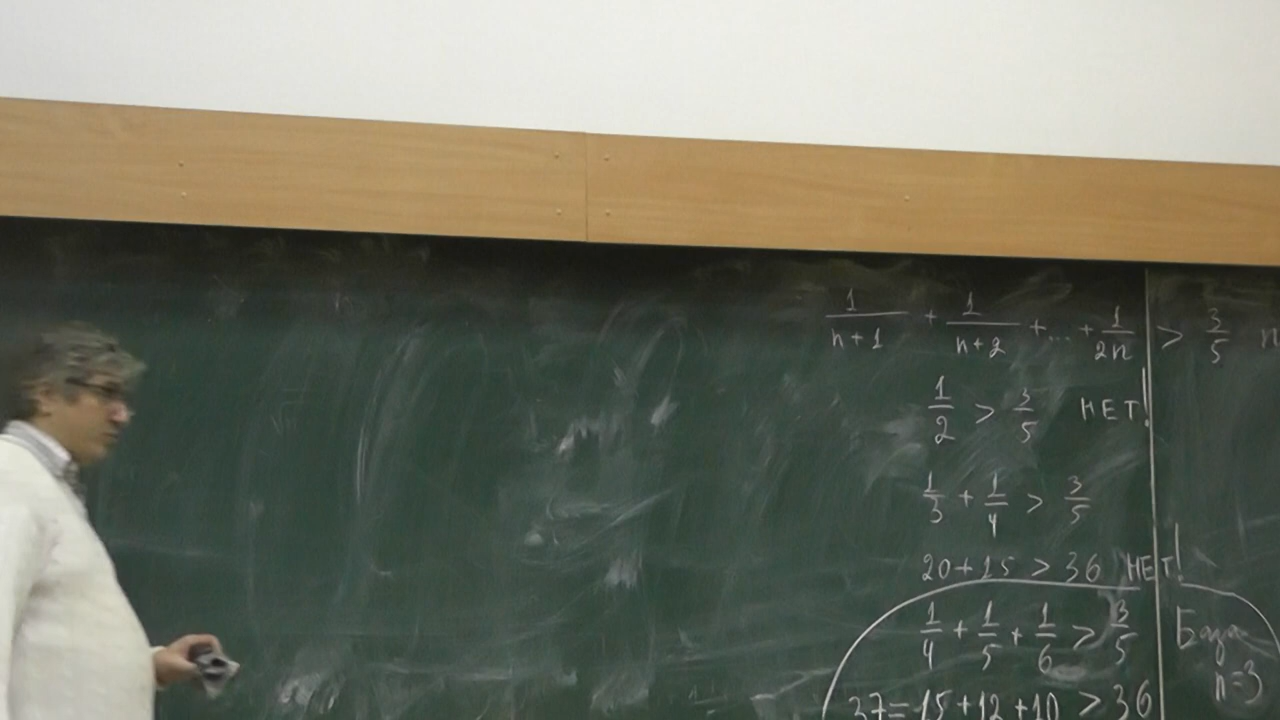 1/(n+1) + 1/(n+2) + ... + 1/2n > 3/5 n
1/2 > 3/5 НЕТ!
1/3 + 1/4 > 3/5
20+15 > 36 НЕТ!
1/4 + 1/5 + 1/6 > 3/5 База
n=3
37=15+12+10 > 36